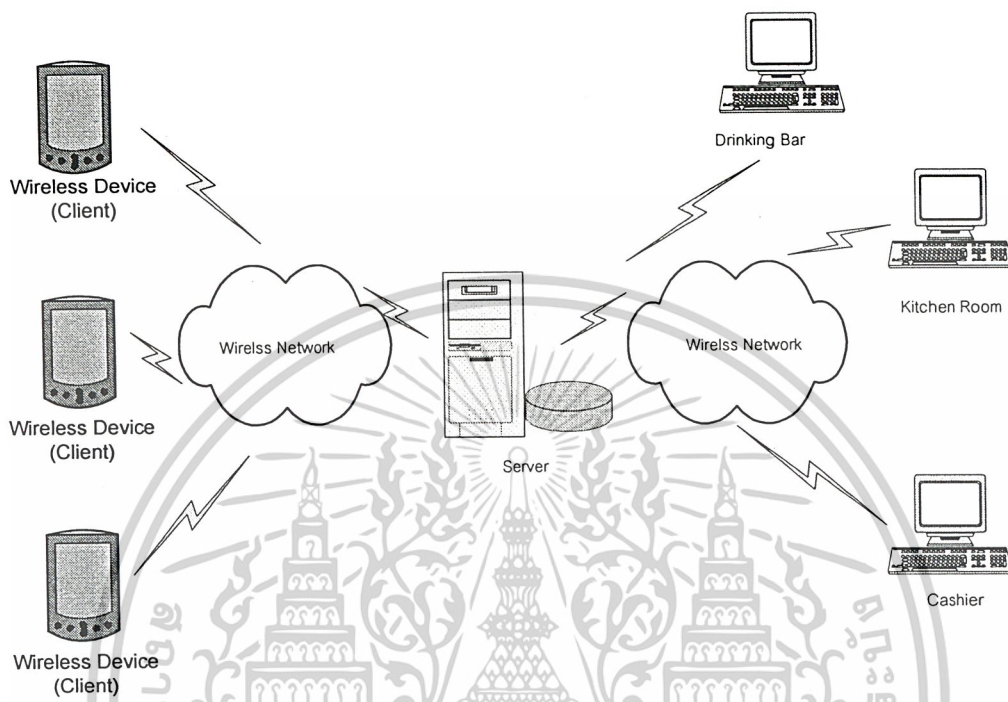 Drinking Bar
Wireless Device
(Client)
Kitchen Room
Wirelss Network
Wirelss Network
Wireless Device
(Client)
Server
Cashier
Wireless Device
(Client)